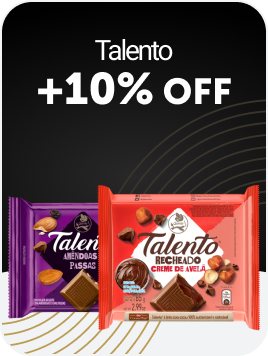 Talento
+10% OFF
Talento
AMÊNDOAS
PASSAS
Talento
RECHEADO
CREME DE AVELÃ